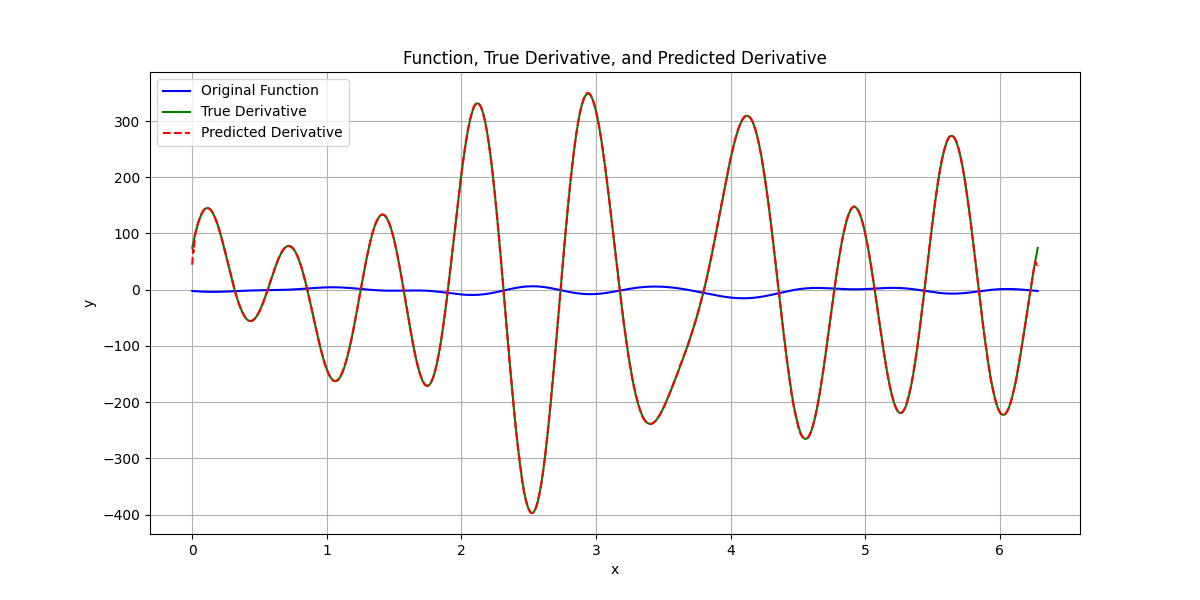 Function, True Derivative, and Predicted Derivative
Original Function
True Derivative
Predicted Derivative
y
300
200
100
0
−100
−200
−300
−400
0 1 2 3 4 5 6
x